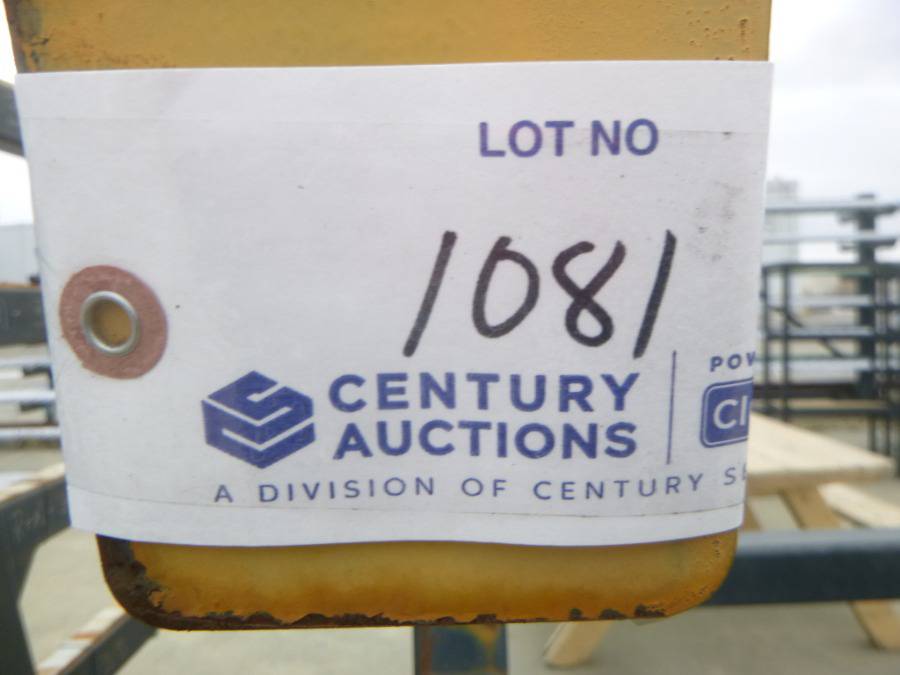 LOT NO
1081
CENTURY
AUCTIONS
A DIVISION OF CENTURY